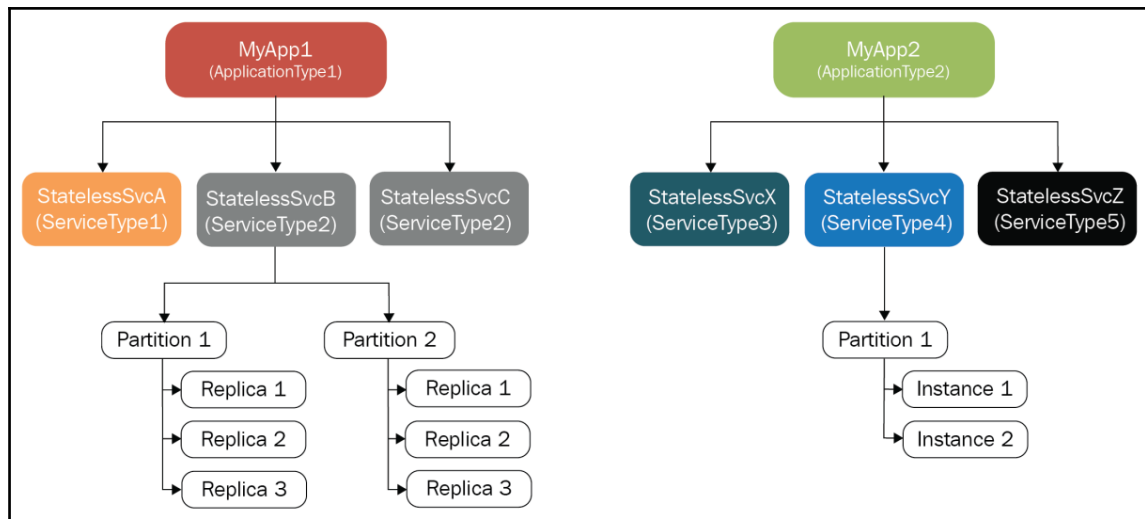 MyApp1
(ApplicationType1)
MyApp2
(ApplicationType2)
StatelessSvcA
(ServiceType1)
StatelessSvcB
(ServiceType2)
StatelessSvcC
(ServiceType2)
StatelessSvcX
(ServiceType3)
StatelessSvcY
(ServiceType4)
StatelessSvcZ
(ServiceType5)
Partition 1
Replica 1
Replica 2
Replica 3
Partition 2
Replica 1
Replica 2
Replica 3
Partition 1
Instance 1
Instance 2